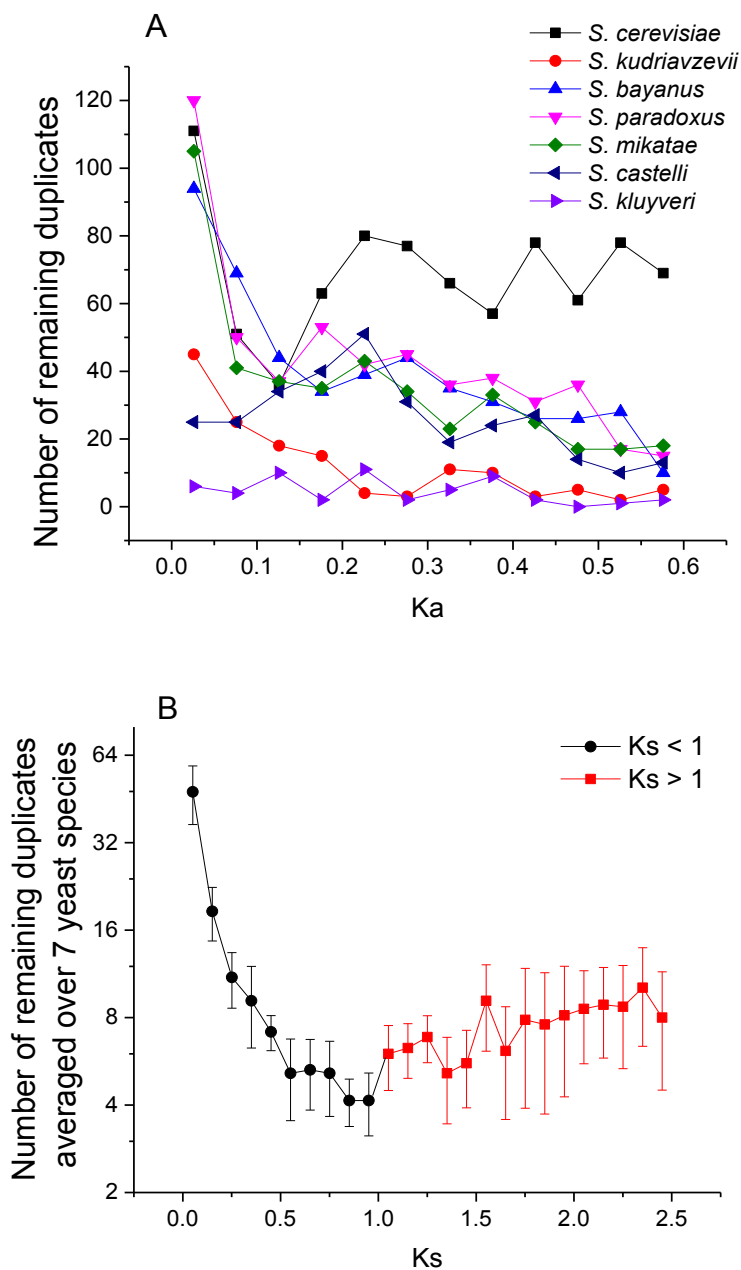 A
S. cerevisiae
S. kudriavzevii
S. bayanus
S. paradoxus
S. mikatae
S. castelli
S. kluyveri
Number of remaining duplicates
120
100
80
60
40
20
0
0.0 0.1 0.2 0.3 0.4 0.5 0.6
Ka
B
Ks < 1
Ks > 1
Number of remaining duplicates
averaged over 7 yeast species
64
32
16
8
4
2
0.0 0.5 1.0 1.5 2.0 2.5
Ks